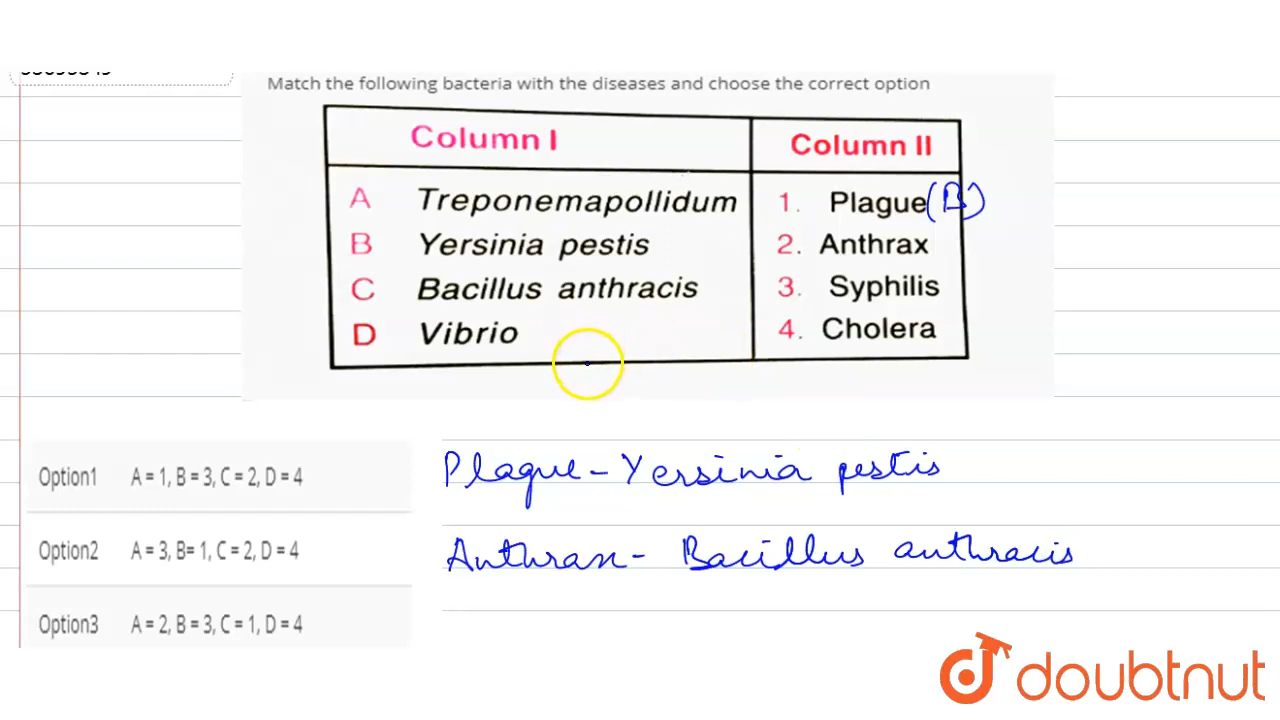 Match the following bacteria with the diseases and choose the correct option
Column I Column II
A Treponemapollidum 1. Plague (B)
B Yersinia pestis 2. Anthrax
C Bacillus anthracis 3. Syphilis
D Vibrio 4. Cholera
Option1 A = 1, B = 3, C = 2, D = 4
Plague - Yersinia pestis
Option2 A = 3, B= 1, C = 2, D = 4
Anthrax - Bacillus anthracis
Option3 A = 2, B = 3, C = 1, D = 4
doubtnut